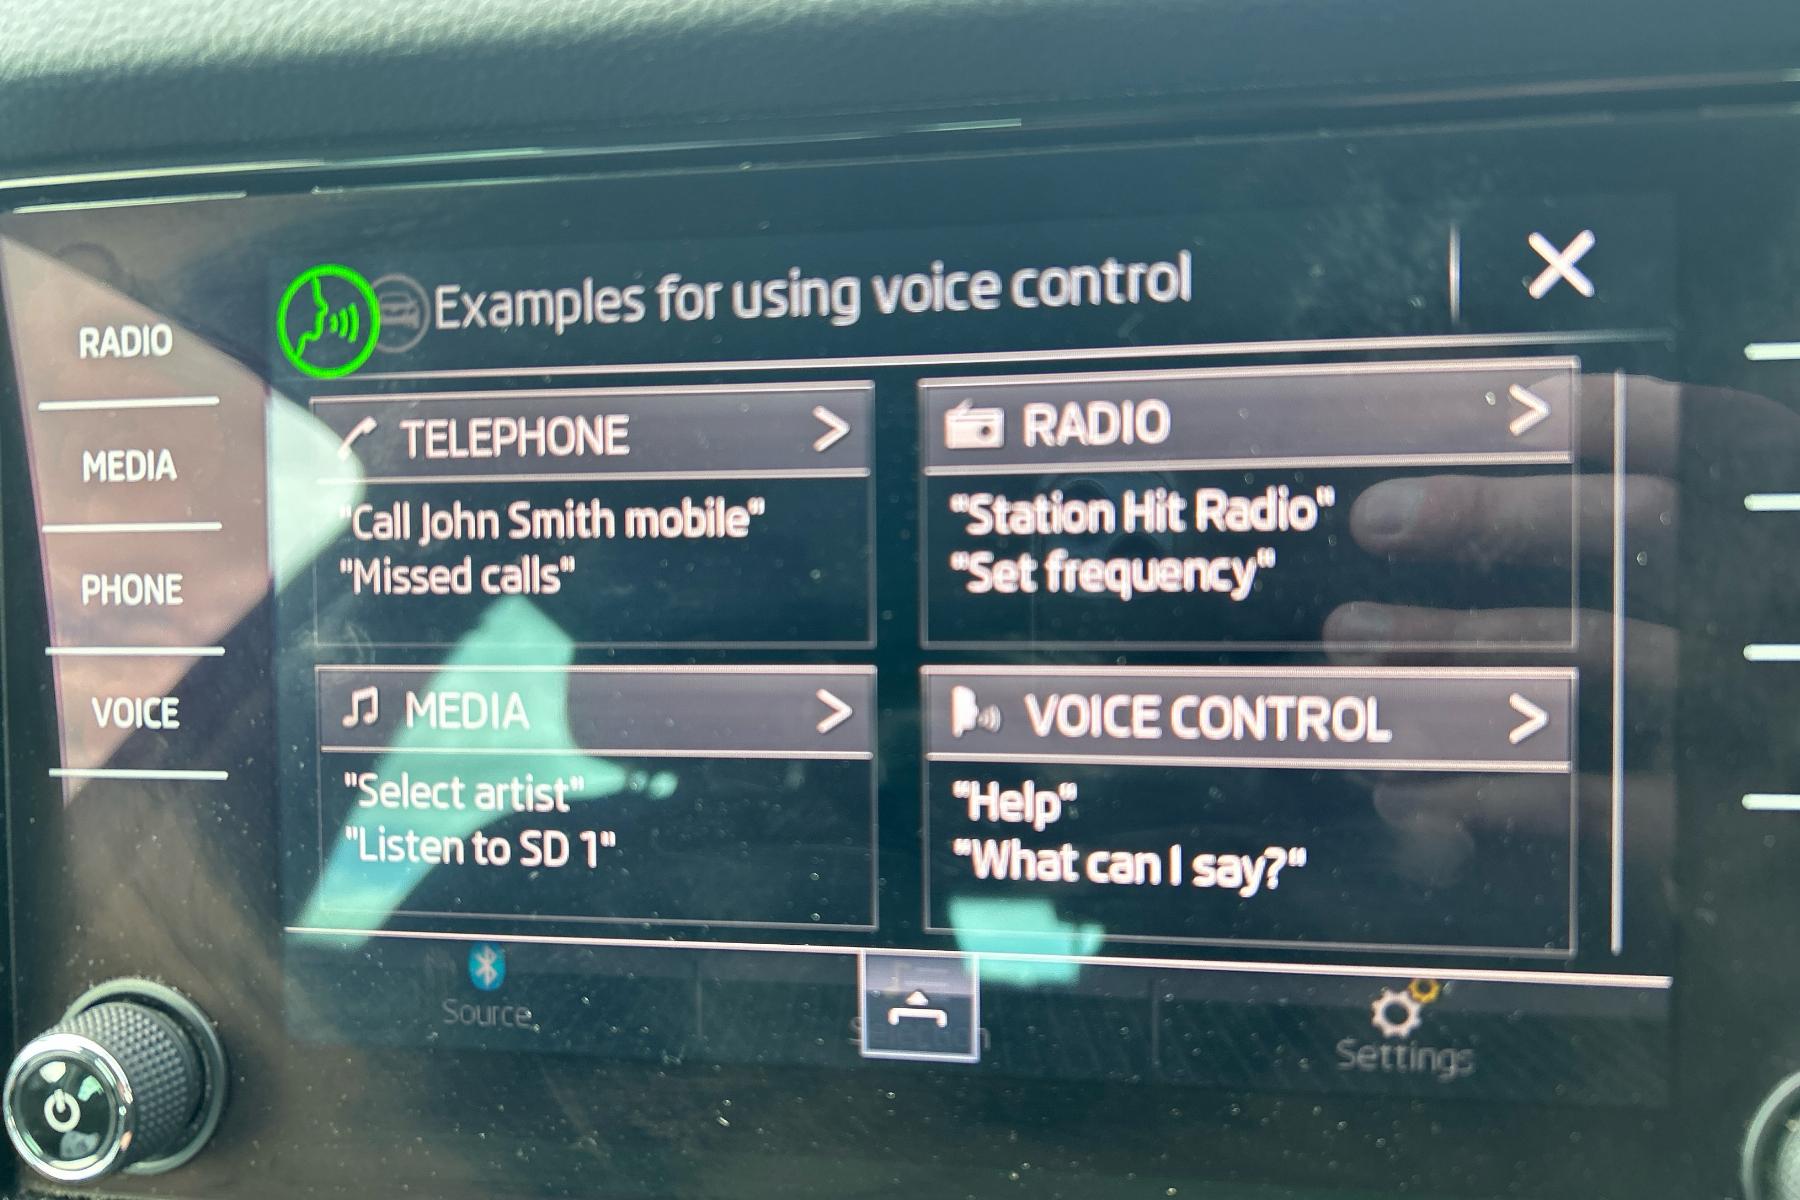 Examples for using voice control
RADIO
MEDIA
PHONE
VOICE
TELEPHONE
"Call John Smith mobile"
"Missed calls"
RADIO
"Station Hit Radio"
"Set frequency"
MEDIA
"Select artist"
"Listen to SD 1"
VOICE CONTROL
"Help"
"What can I say?"
Source
Settings